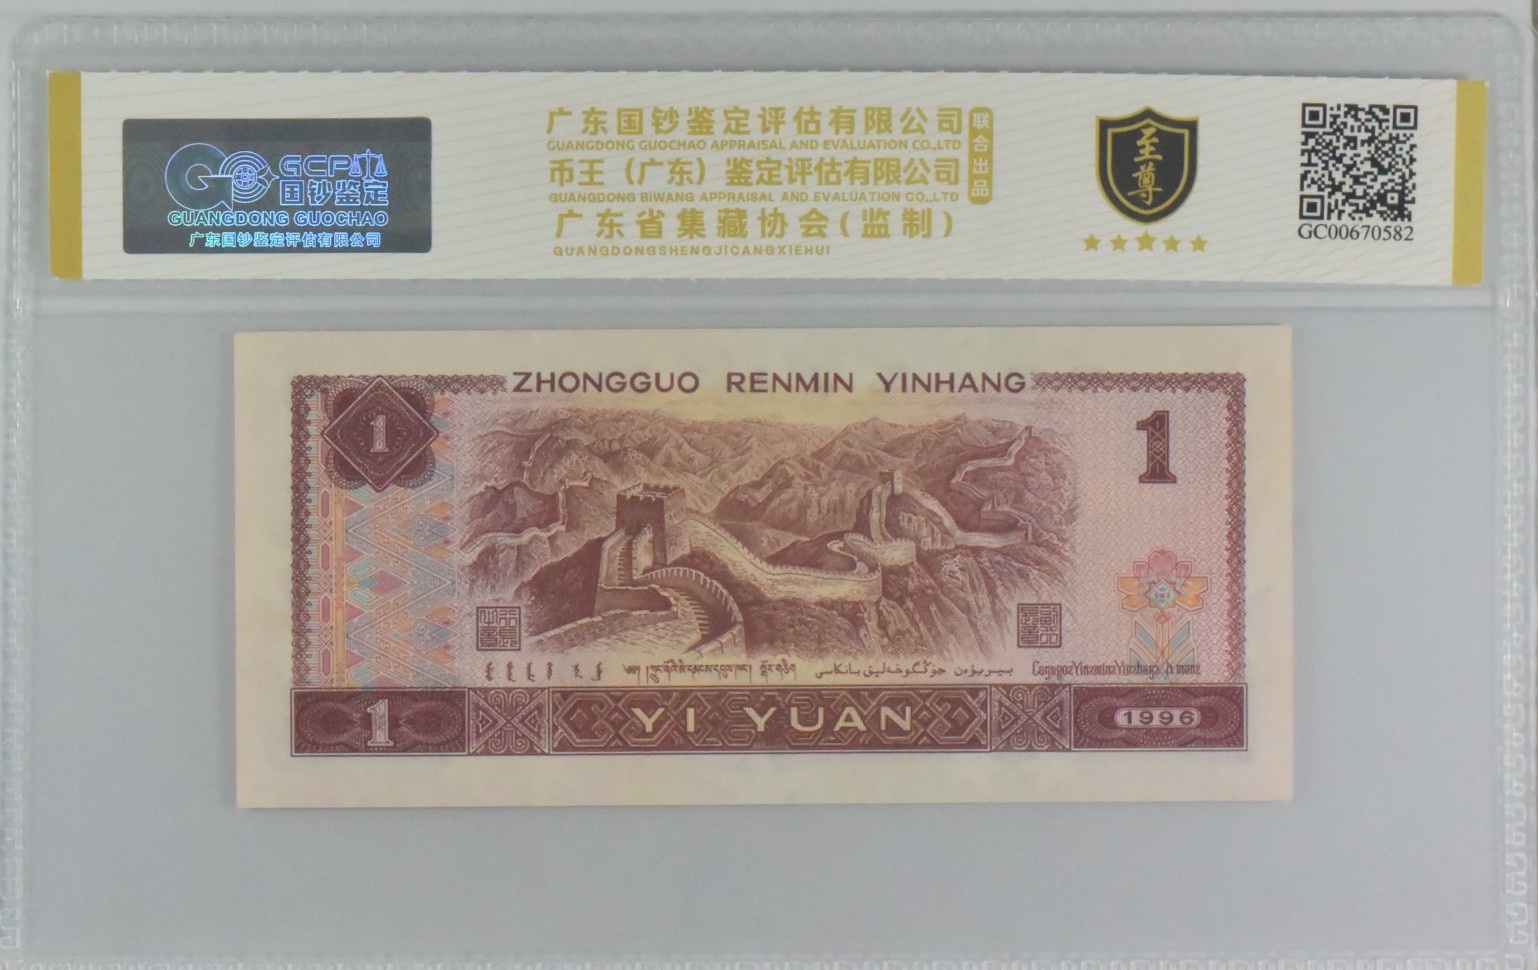 GCP
国钞鉴定
GUANGDONG GUOCHAO
广东国钞鉴定评估有限公司
广东国钞鉴定评估有限公司
GUANGDONG GUOCHAO APPRAISAL AND EVALUATION CO.,LTD
币王（广东）鉴定评估有限公司
GUANGDONG BIWANG APPRAISAL AND EVALUATION CO.,LTD
广东省集藏协会(监制)
GUANGDONGSHENGJICANGXIEHUI
联合出品
至尊
GC00670582
ZHONGGUO RENMIN YINHANG
1
1
1
YI YUAN
1996